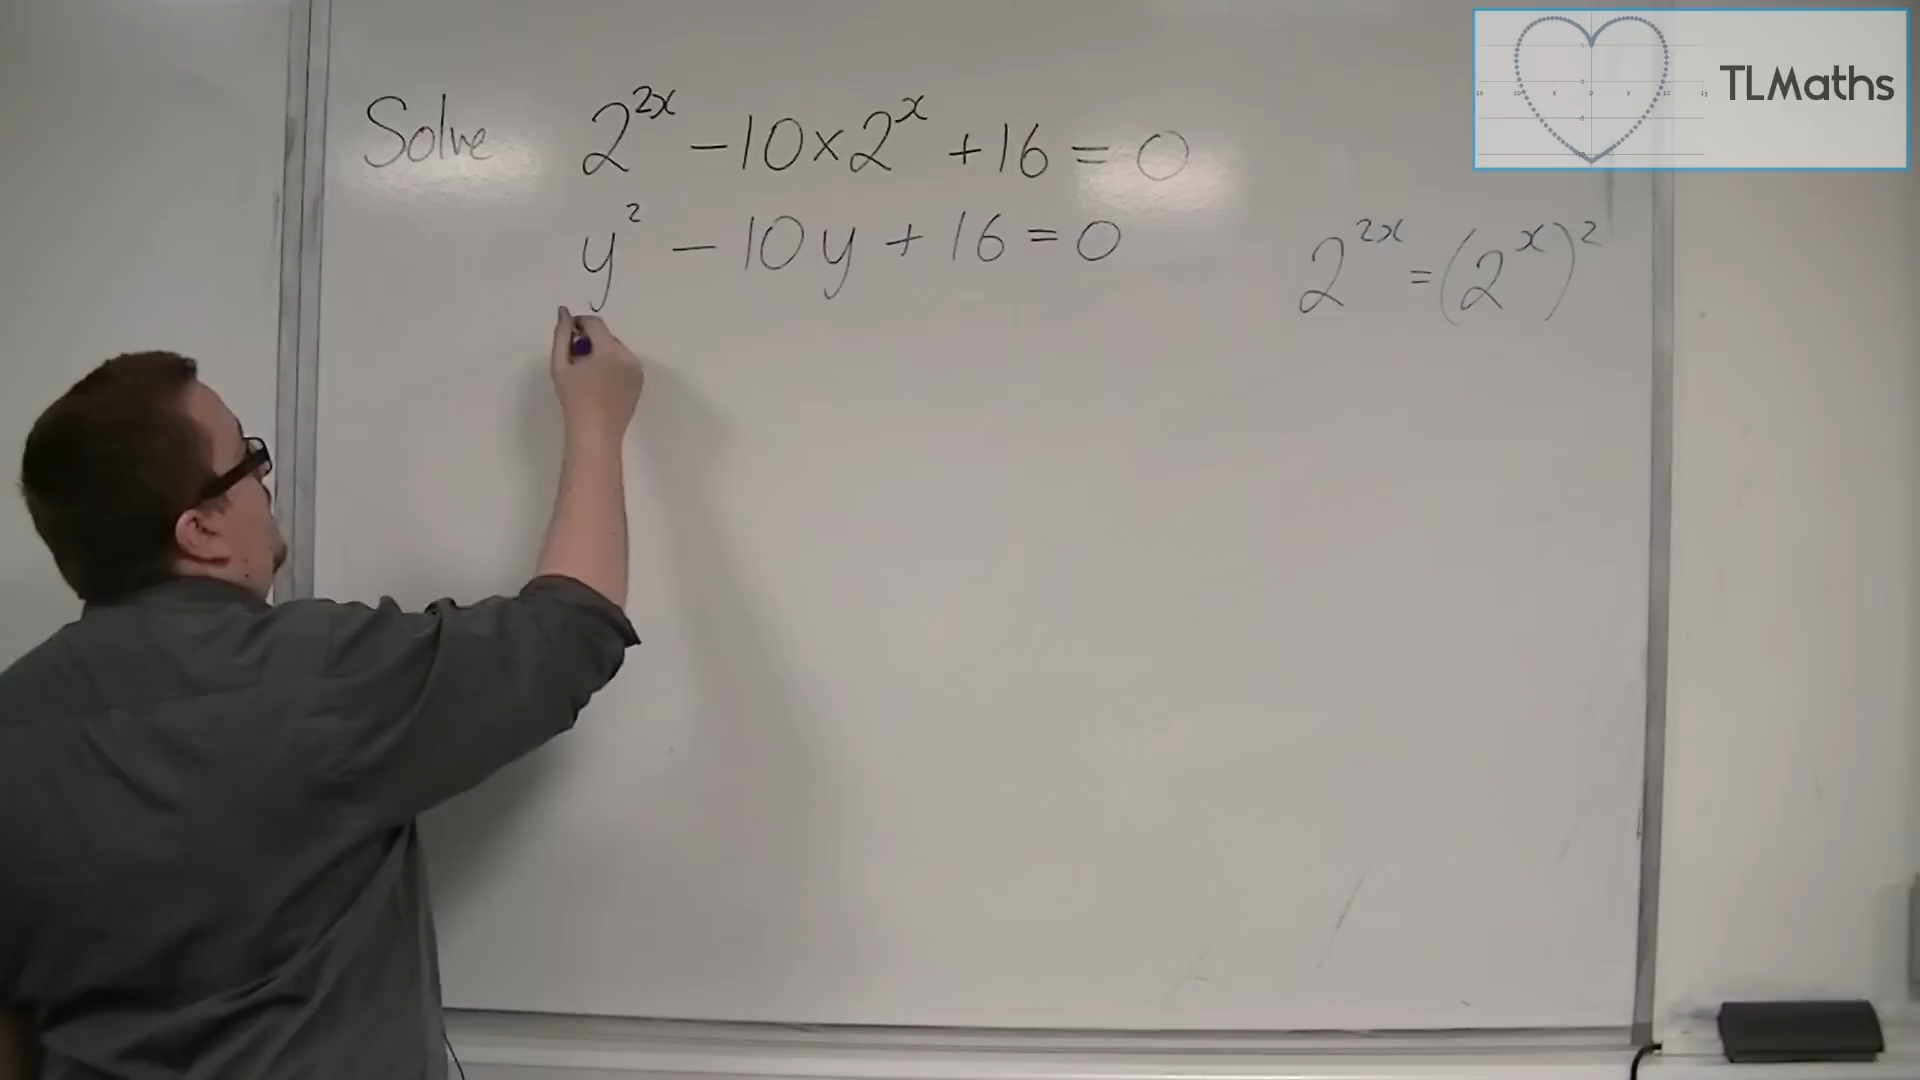 Solve 2^{2x} - 10 × 2^x + 16 = 0
y^2 - 10y + 16 = 0
2^{2x} = (2^x)^2
TLMaths